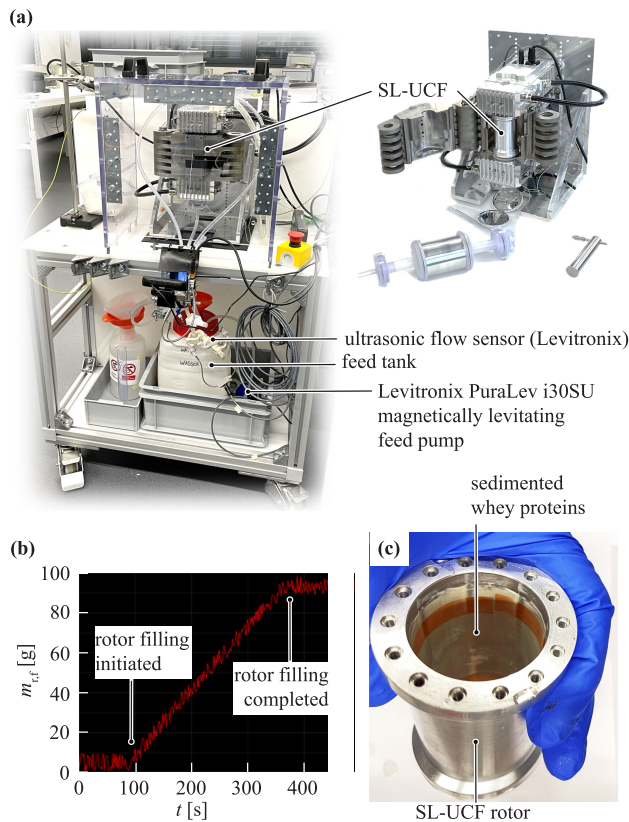 (a)
SL-UCF
WASSER
ultrasonic flow sensor (Levitronix)
feed tank
Levitronix PuraLev i30SU
magnetically levitating
feed pump
sedimented
whey proteins
(b)
100
80
60
40
20
0
m_r,f [g]
rotor filling
initiated
rotor filling
completed
0 100 200 300 400
t [s]
(c)
SL-UCF rotor